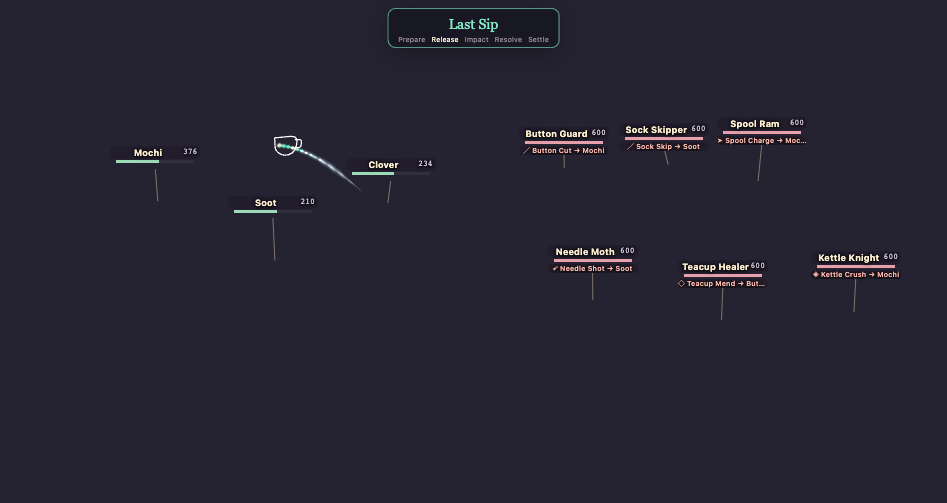 Last Sip
Prepare Release Impact Resolve Settle
Mochi 376
Clover 234
Soot 210
Button Guard 600
Button Cut → Mochi
Sock Skipper 600
Sock Skip → Soot
Spool Ram 600
Spool Charge → Moc...
Needle Moth 600
Needle Shot → Soot
Teacup Healer 600
Teacup Mend → But...
Kettle Knight 600
Kettle Crush → Mochi